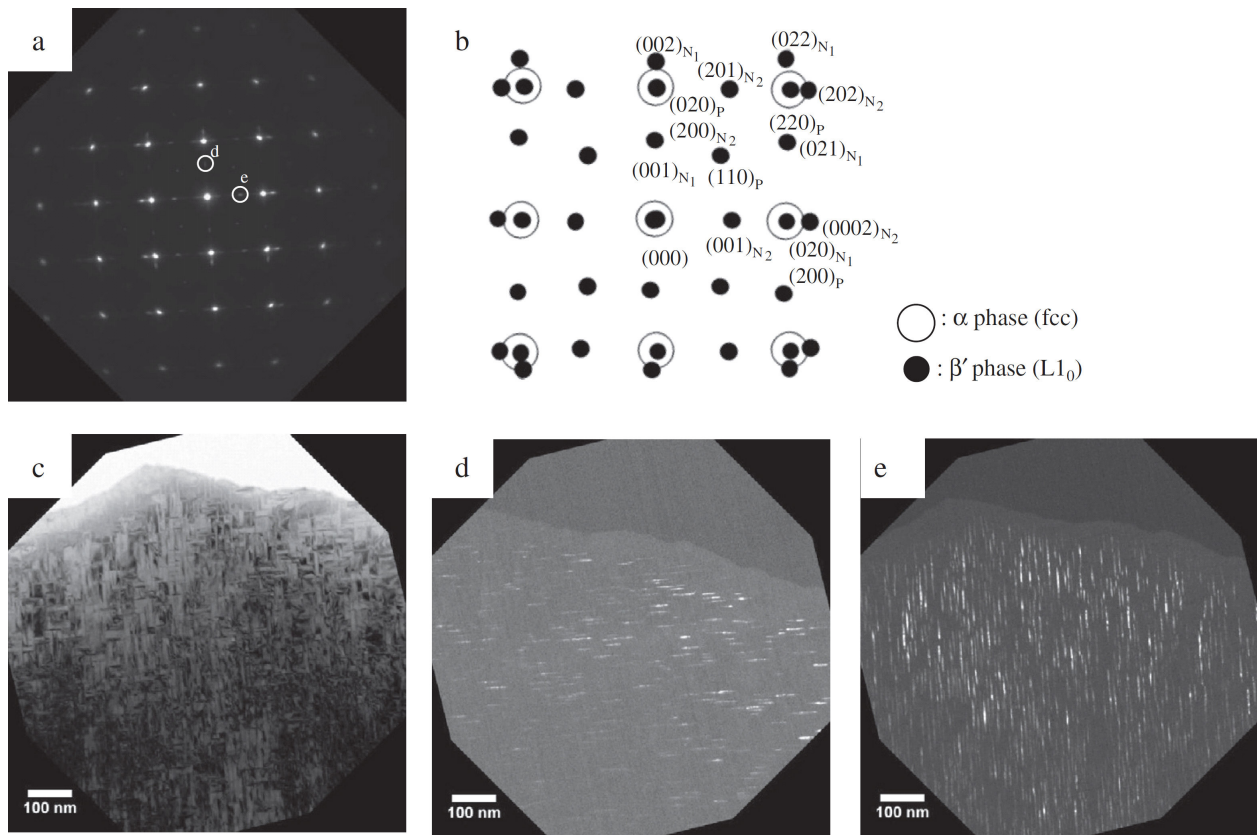 a
d
e
b
(002)N₁
(022)N₁
(201)N₂
(202)N₂
(020)P
(220)P
(200)N₂
(021)N₁
(001)N₁
(110)P
(0002)N₂
(000)
(001)N₂
(020)N₁
(200)P
: α phase (fcc)
: β′ phase (L1₀)
c
100 nm
d
100 nm
e
100 nm